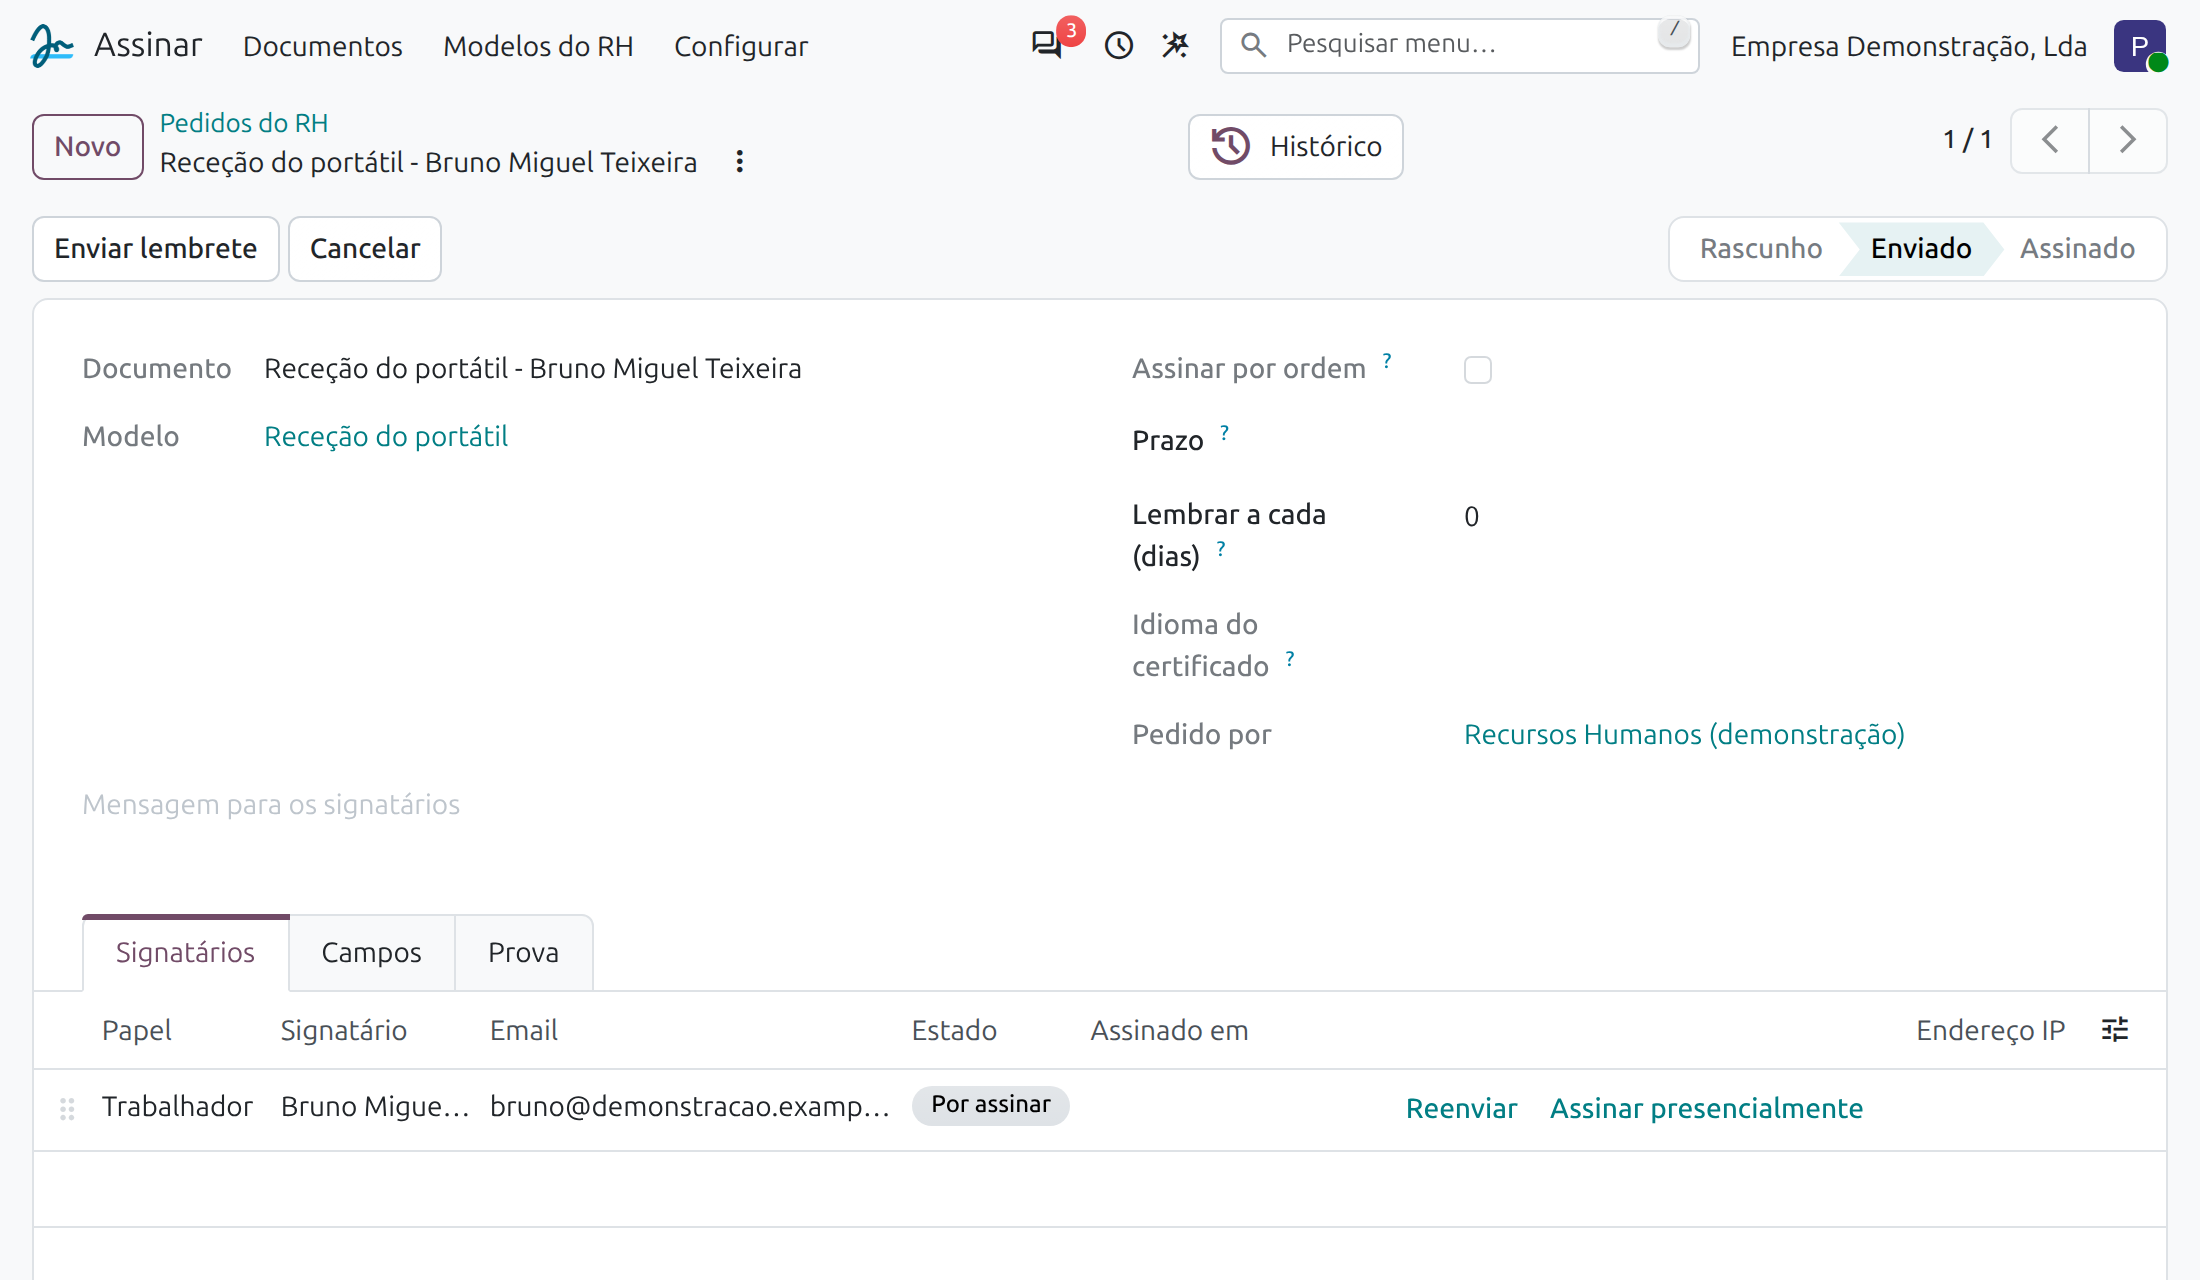 Assinar
Documentos
Modelos do RH
Configurar
3
Pesquisar menu...
/
Empresa Demonstração, Lda
P
Novo
Pedidos do RH
Receção do portátil - Bruno Miguel Teixeira
Histórico
1 / 1
Enviar lembrete
Cancelar
Rascunho
Enviado
Assinado
Documento
Receção do portátil - Bruno Miguel Teixeira
Modelo
Receção do portátil
Assinar por ordem ?
Prazo ?
Lembrar a cada
(dias) ?
0
Idioma do
certificado ?
Pedido por
Recursos Humanos (demonstração)
Mensagem para os signatários
Signatários
Campos
Prova
Papel
Signatário
Email
Estado
Assinado em
Endereço IP
Trabalhador
Bruno Migue...
bruno@demonstracao.examp...
Por assinar
Reenviar
Assinar presencialmente